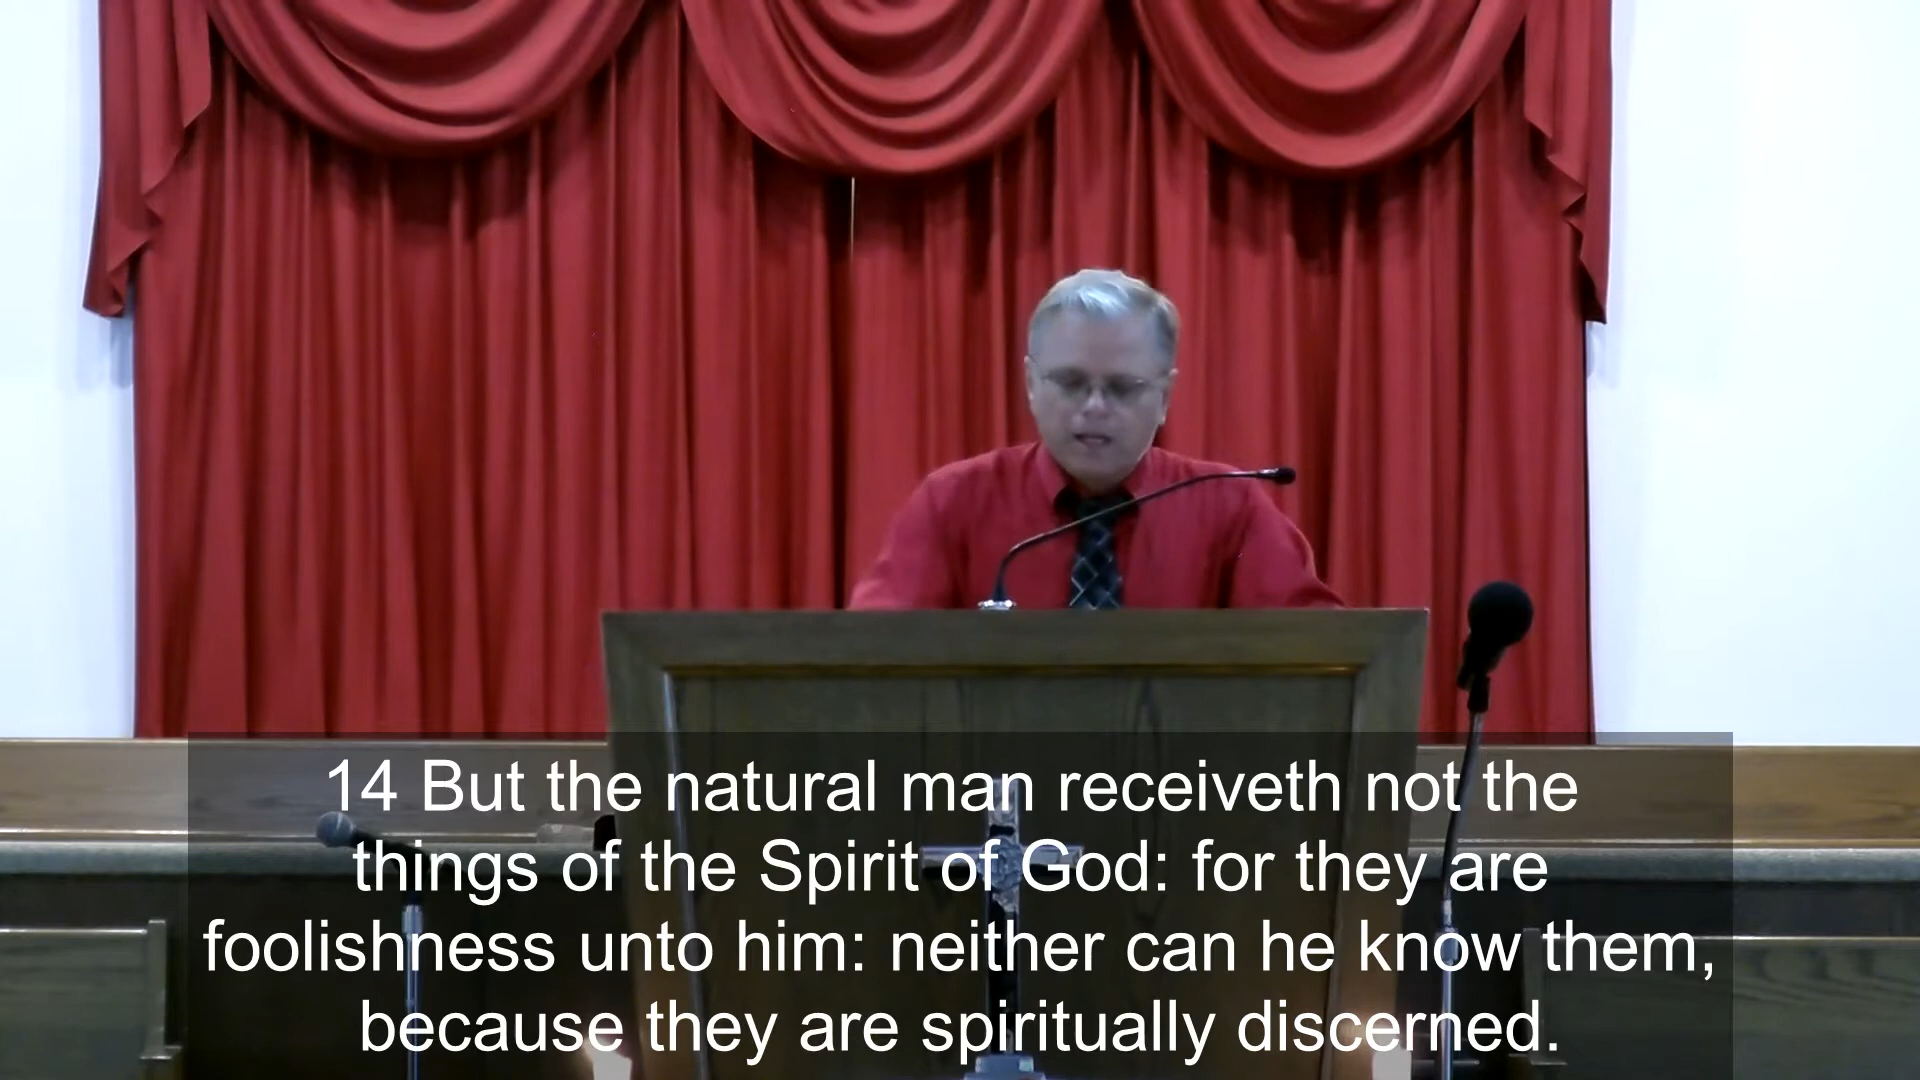 14 But the natural man receiveth not the
things of the Spirit of God: for they are
foolishness unto him: neither can he know them,
because they are spiritually discerned.